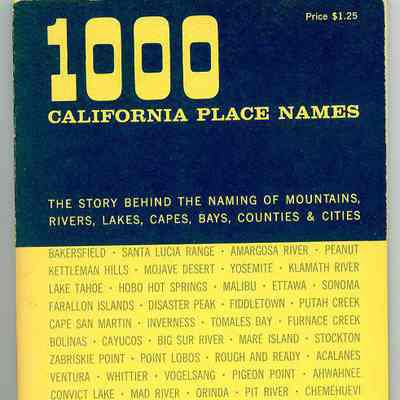 Price $1.25
1000
CALIFORNIA PLACE NAMES
THE STORY BEHIND THE NAMING OF MOUNTAINS,
RIVERS, LAKES, CAPES, BAYS, COUNTIES & CITIES
BAKERSFIELD · SANTA LUCIA RANGE · AMARGOSA RIVER · PEANUT
KETTLEMAN HILLS · MOJAVE DESERT · YOSEMITE · KLAMATH RIVER
LAKE TAHOE · HOBO HOT SPRINGS · MALIBU · ETTAWA · SONOMA
FARALLON ISLANDS · DISASTER PEAK · FIDDLETOWN · PUTAH CREEK
CAPE SAN MARTIN · INVERNESS · TOMALES BAY · FURNACE CREEK
BOLINAS · CAYUCOS · BIG SUR RIVER · MARE ISLAND · STOCKTON
ZABRISKIE POINT · POINT LOBOS · ROUGH AND READY · ACALANES
VENTURA · WHITTIER · VOGELSANG · PIGEON POINT · AHWAHNEE
CONVICT LAKE · MAD RIVER · ORINDA · PIT RIVER · CHEMEHUEVI